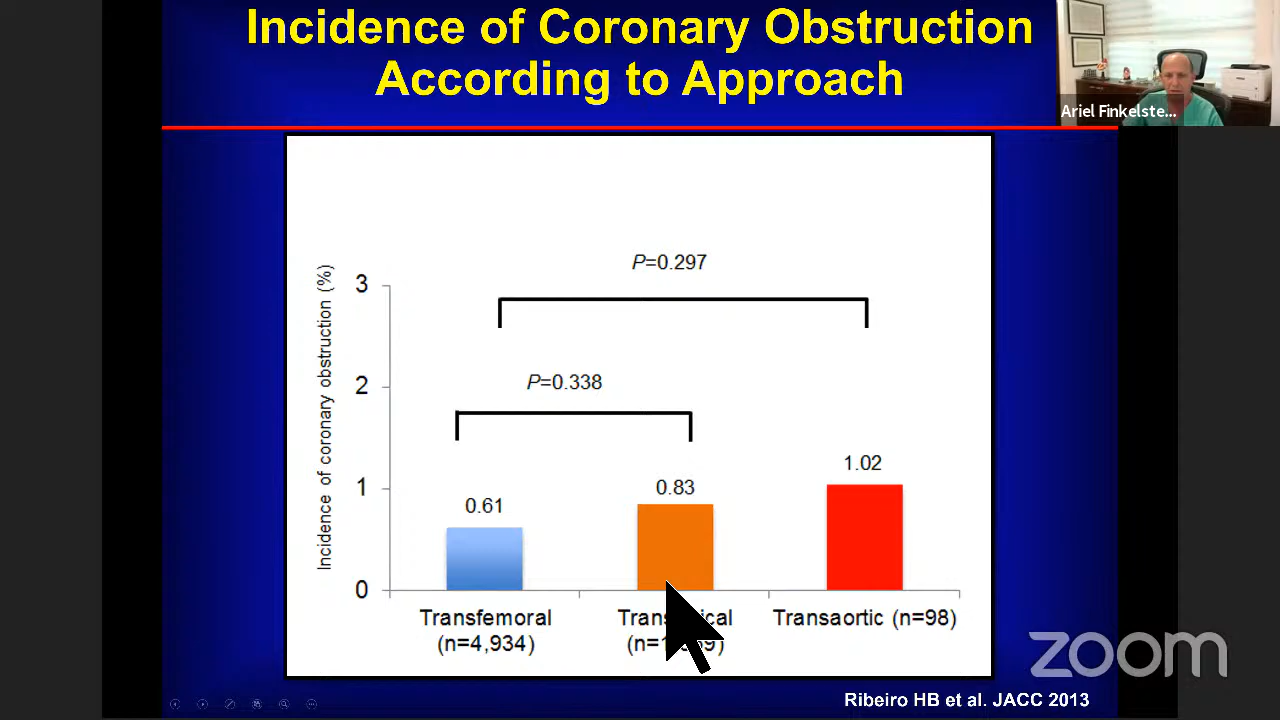 Incidence of Coronary Obstruction
According to Approach
Ariel Finkelste...
P=0.297
P=0.338
Incidence of coronary obstruction (%)
3
2
1
0
0.61
0.83
1.02
Transfemoral
(n=4,934)
Transaortic (n=98)
zoom
Ribeiro HB et al. JACC 2013